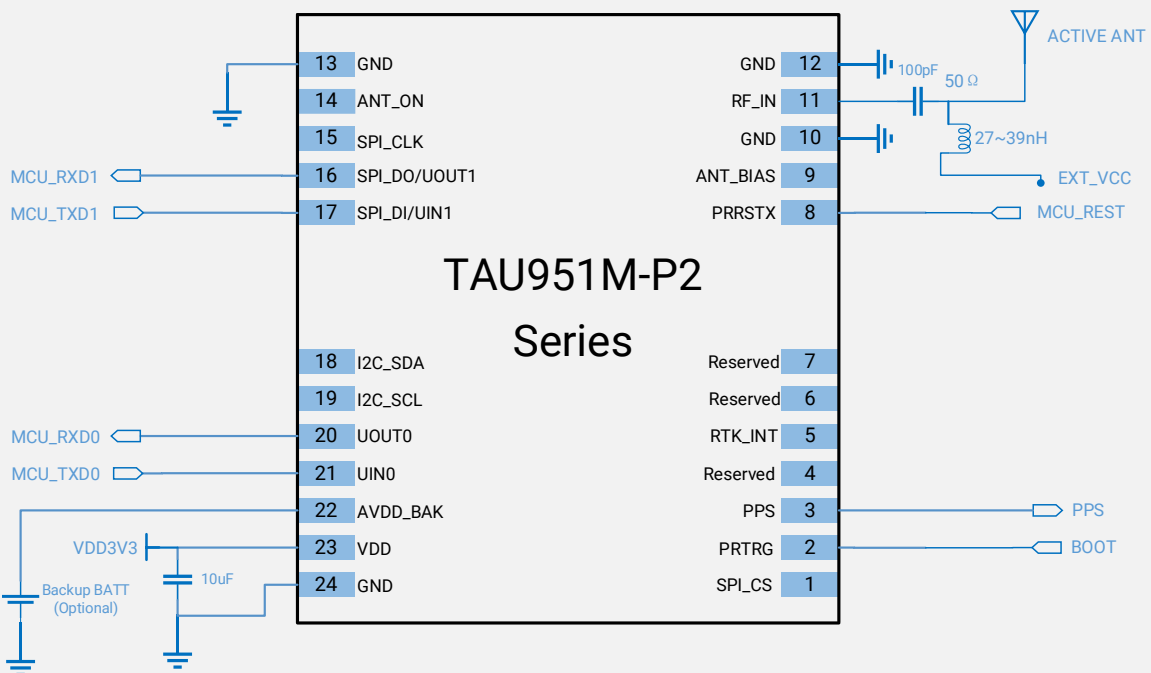 ACTIVE ANT
13 GND
GND 12
100pF
50 Ω
14 ANT_ON
RF_IN 11
15 SPI_CLK
GND 10
27~39nH
MCU_RXD1
16 SPI_DO/UOUT1
ANT_BIAS 9
EXT_VCC
MCU_TXD1
17 SPI_DI/UIN1
PRRSTX 8
MCU_REST
TAU951M-P2
Series
18 I2C_SDA
Reserved 7
19 I2C_SCL
Reserved 6
MCU_RXD0
20 UOUT0
RTK_INT 5
MCU_TXD0
21 UIN0
Reserved 4
22 AVDD_BAK
PPS 3
PPS
VDD3V3
23 VDD
PRTRG 2
BOOT
10uF
24 GND
SPI_CS 1
Backup BATT
(Optional)